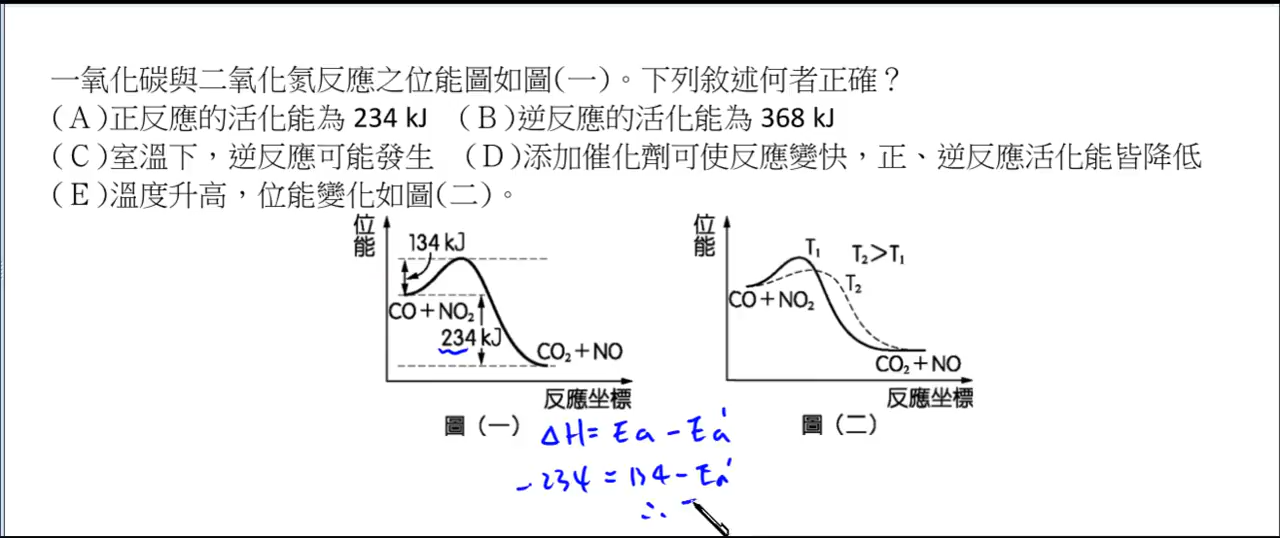 一氧化碳與二氧化氮反應之位能圖如圖(一)。下列敘述何者正確？
(Ａ)正反應的活化能為 234 kJ (Ｂ)逆反應的活化能為 368 kJ
(Ｃ)室溫下，逆反應可能發生 (Ｄ)添加催化劑可使反應變快，正、逆反應活化能皆降低
(Ｅ)溫度升高，位能變化如圖(二)。
位能
134 kJ
CO+NO₂
234 kJ
CO₂+NO
反應坐標
圖（一）
位能
T₁
T₂>T₁
T₂
CO+NO₂
CO₂+NO
反應坐標
圖（二）
ΔH= Ea - Ea'
- 234 = 134 - Ea'
∴